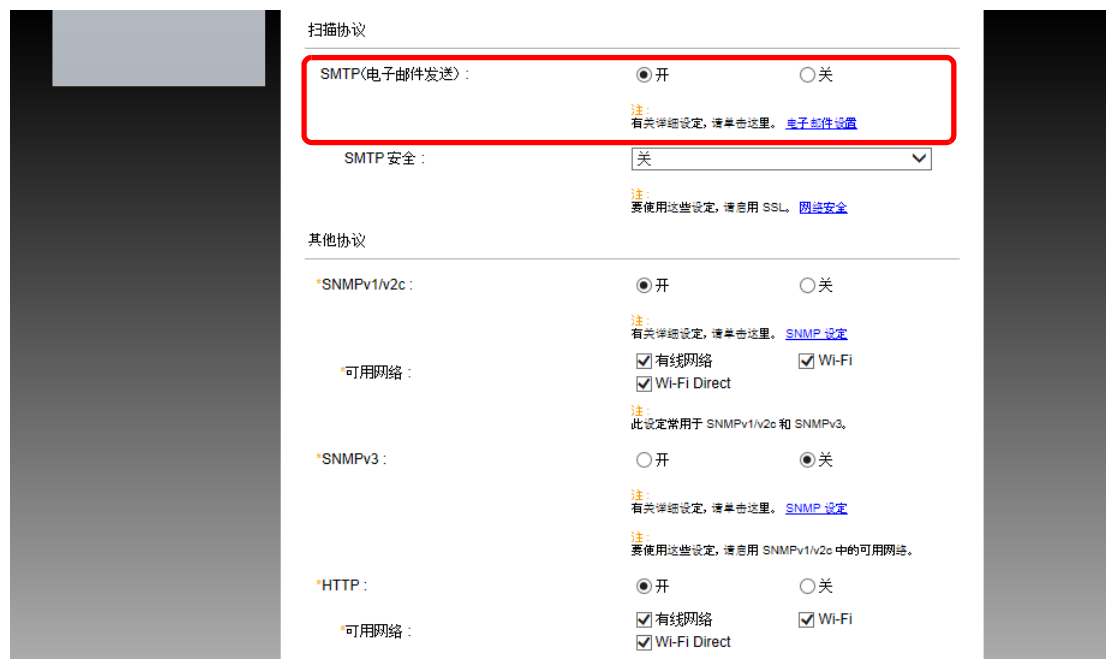 扫描协议
SMTP(电子邮件发送) : 开 关
注 :
有关详细设定, 请单击这里。 电子邮件设置
SMTP 安全 : 关
注 :
要使用这些设定, 请启用 SSL。 网络安全
其他协议
*SNMPv1/v2c : 开 关
注 :
有关详细设定, 请单击这里。 SNMP 设定
*可用网络 : 有线网络 Wi-Fi
Wi-Fi Direct
注 :
此设定常用于 SNMPv1/v2c 和 SNMPv3。
*SNMPv3 : 开 关
注 :
有关详细设定, 请单击这里。 SNMP 设定
注 :
要使用这些设定, 请启用 SNMPv1/v2c 中的可用网络。
*HTTP : 开 关
*可用网络 : 有线网络 Wi-Fi
Wi-Fi Direct